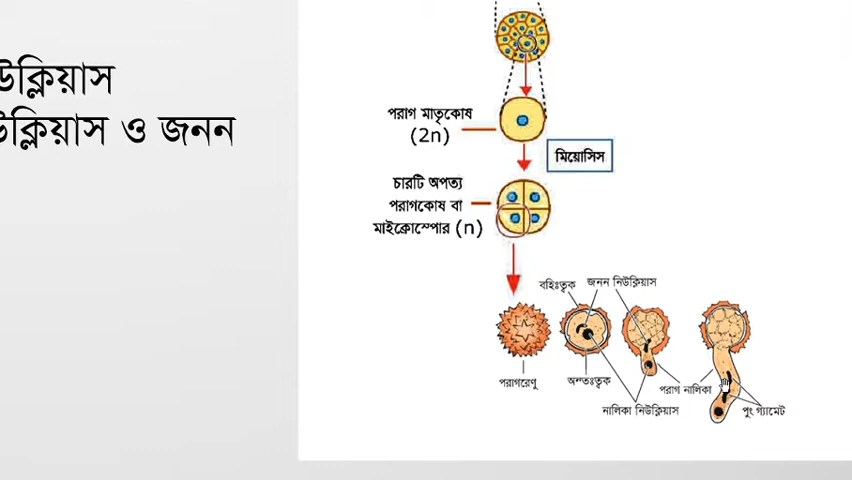 উক্লিয়াস
উক্লিয়াস ও জনন
পরাগ মাতৃকোষ
(2n)
মিয়োসিস
চারটি অপত্য
পরাগকোষ বা
মাইক্রোস্পোর (n)
বহিঃত্বক
জনন নিউক্লিয়াস
পরাগরেণু
অন্তঃত্বক
নালিকা নিউক্লিয়াস
পরাগ নালিকা
পুং গ্যামেট